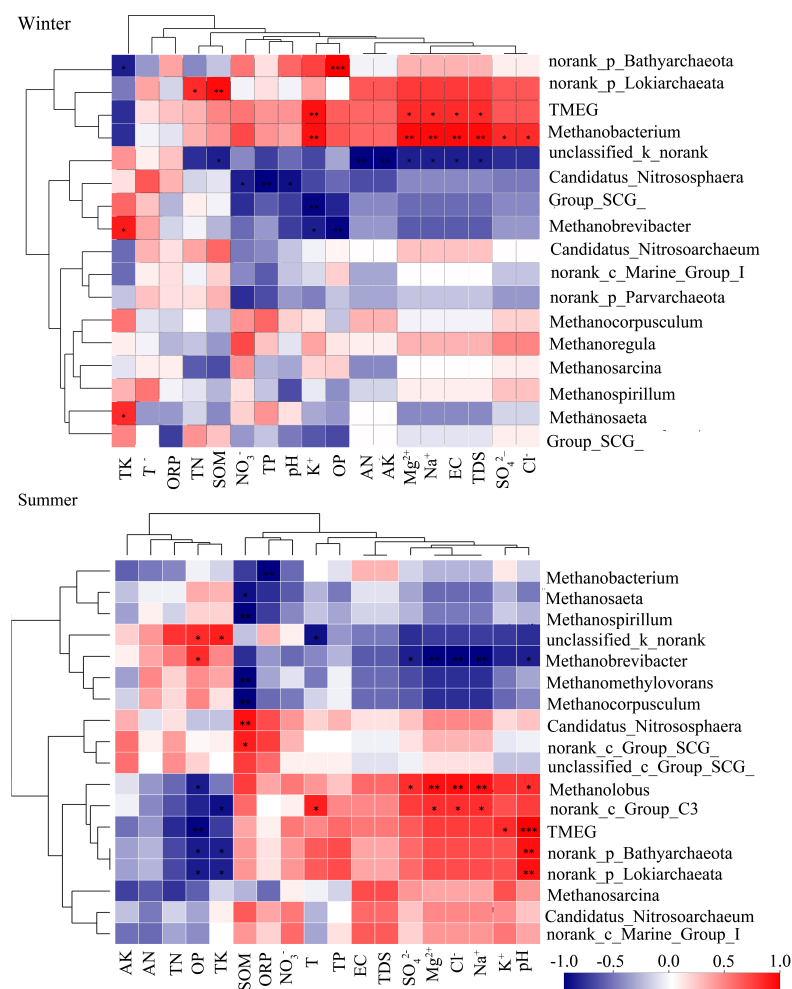 Winter
norank_p_Bathyarchaeota
norank_p_Lokiarchaeata
TMEG
Methanobacterium
unclassified_k_norank
Candidatus_Nitrososphaera
Group_SCG_
Methanobrevibacter
Candidatus_Nitrosoarchaeum
norank_c_Marine_Group_I
norank_p_Parvarchaeota
Methanocorpusculum
Methanoregula
Methanosarcina
Methanospirillum
Methanosaeta
Group_SCG_
TK T ORP TN SOM NO₃⁻ TP pH K⁺ OP AN AK Mg²⁺ Na⁺ EC TDS SO₄²⁻ Cl⁻
Summer
Methanobacterium
Methanosaeta
Methanospirillum
unclassified_k_norank
Methanobrevibacter
Methanomethylovorans
Methanocorpusculum
Candidatus_Nitrososphaera
norank_c_Group_SCG_
unclassified_c_Group_SCG_
Methanolobus
norank_c_Group_C3
TMEG
norank_p_Bathyarchaeota
norank_p_Lokiarchaeata
Methanosarcina
Candidatus_Nitrosoarchaeum
norank_c_Marine_Group_I
AK AN TN OP TK SOM ORP NO₃⁻ T TP EC TDS SO₄²⁻ Mg²⁺ Cl⁻ Na⁺ K⁺ pH
-1.0 -0.5 0.0 0.5 1.0